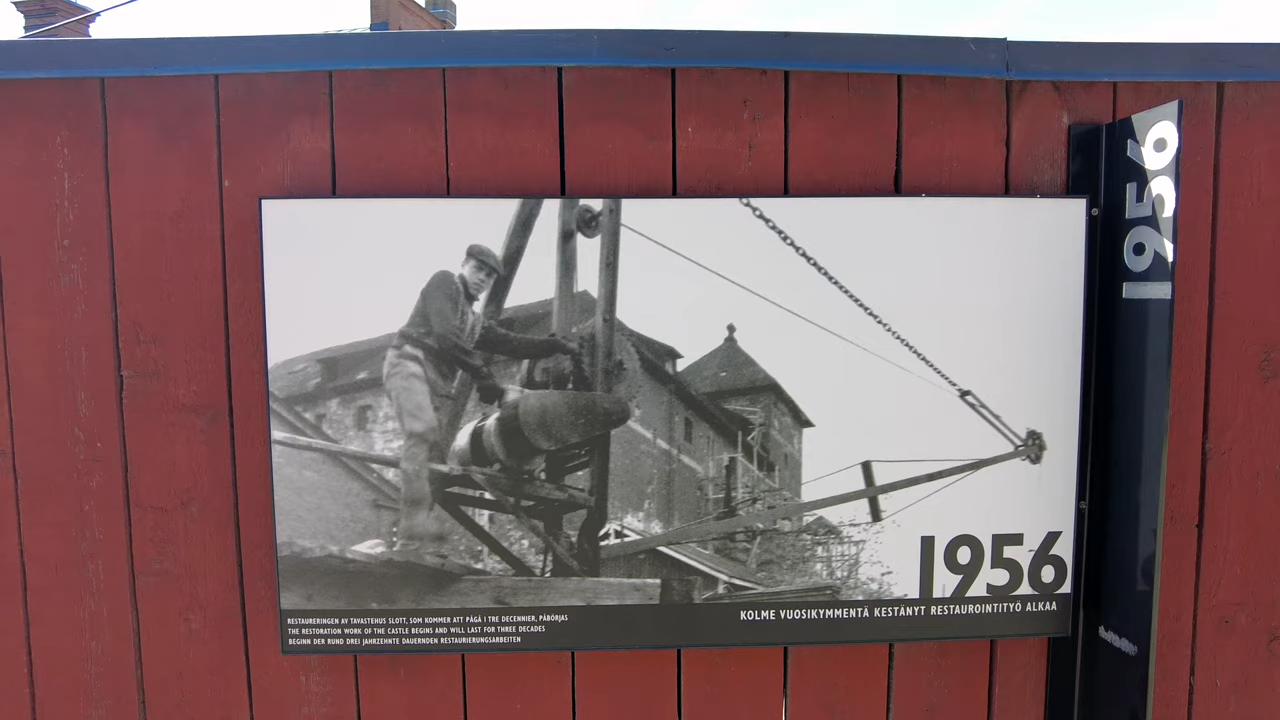 1956
1956
KOLME VUOSIKYMMENTÄ KESTÄNYT RESTAUROINTITYÖ ALKAA
RESTAURERINGEN AV TAVASTEHUS SLOTT, SOM KOMMER ATT PÅGÅ I TRE DECENNIER, PÅBÖRJAS
THE RESTORATION WORK OF THE CASTLE BEGINS AND WILL LAST FOR THREE DECADES
BEGINN DER RUND DREI JAHRZEHNTE DAUERNDEN RESTAURIERUNGSARBEITEN